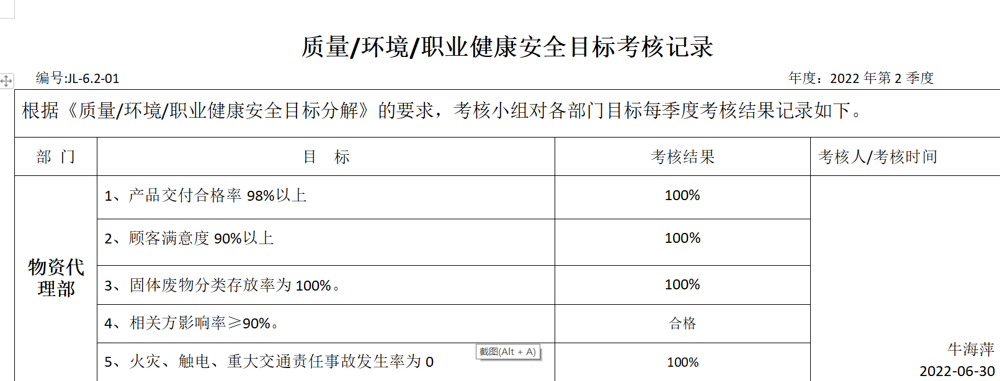 质量/环境/职业健康安全目标考核记录
编号:JL-6.2-01
年度：2022 年第 2 季度
根据《质量/环境/职业健康安全目标分解》的要求，考核小组对各部门目标每季度考核结果记录如下。
部 门
目 标
考核结果
考核人/考核时间
物资代
理部
1、产品交付合格率 98%以上
100%
2、顾客满意度 90%以上
100%
3、固体废物分类存放率为 100%。
100%
4、相关方影响率≥90%。
合格
5、火灾、触电、重大交通责任事故发生率为 0
截图(Alt + A)
100%
牛海萍
2022-06-30